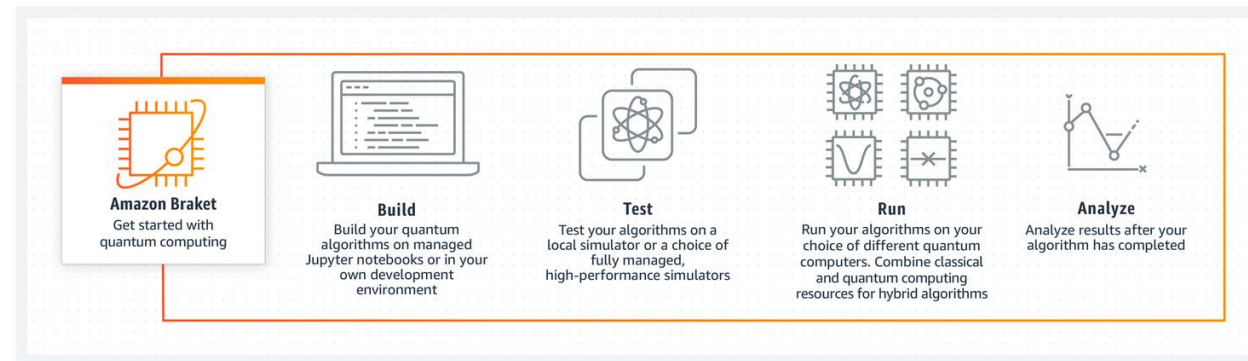 Amazon Braket
Get started with
quantum computing
Build
Build your quantum
algorithms on managed
Jupyter notebooks or in your
own development
environment
Test
Test your algorithms on a
local simulator or a choice of
fully managed,
high-performance simulators
Run
Run your algorithms on your
choice of different quantum
computers. Combine classical
and quantum computing
resources for hybrid algorithms
Analyze
Analyze results after your
algorithm has completed